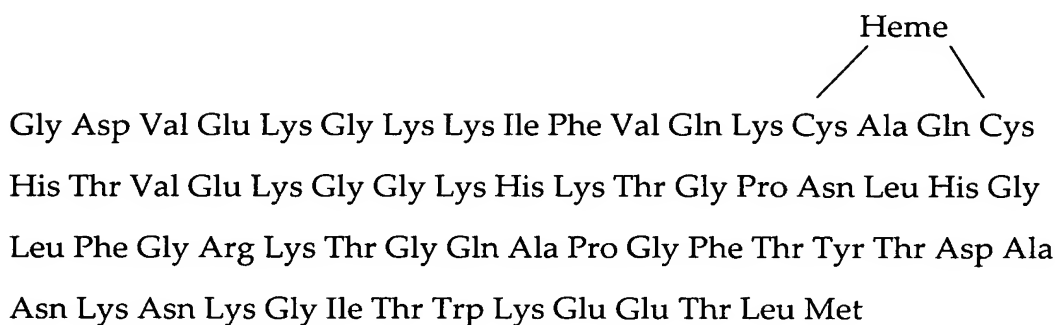 Heme
Gly Asp Val Glu Lys Gly Lys Lys Ile Phe Val Gln Lys Cys Ala Gln Cys
His Thr Val Glu Lys Gly Gly Lys His Lys Thr Gly Pro Asn Leu His Gly
Leu Phe Gly Arg Lys Thr Gly Gln Ala Pro Gly Phe Thr Tyr Thr Asp Ala
Asn Lys Asn Lys Gly Ile Thr Trp Lys Glu Glu Thr Leu Met